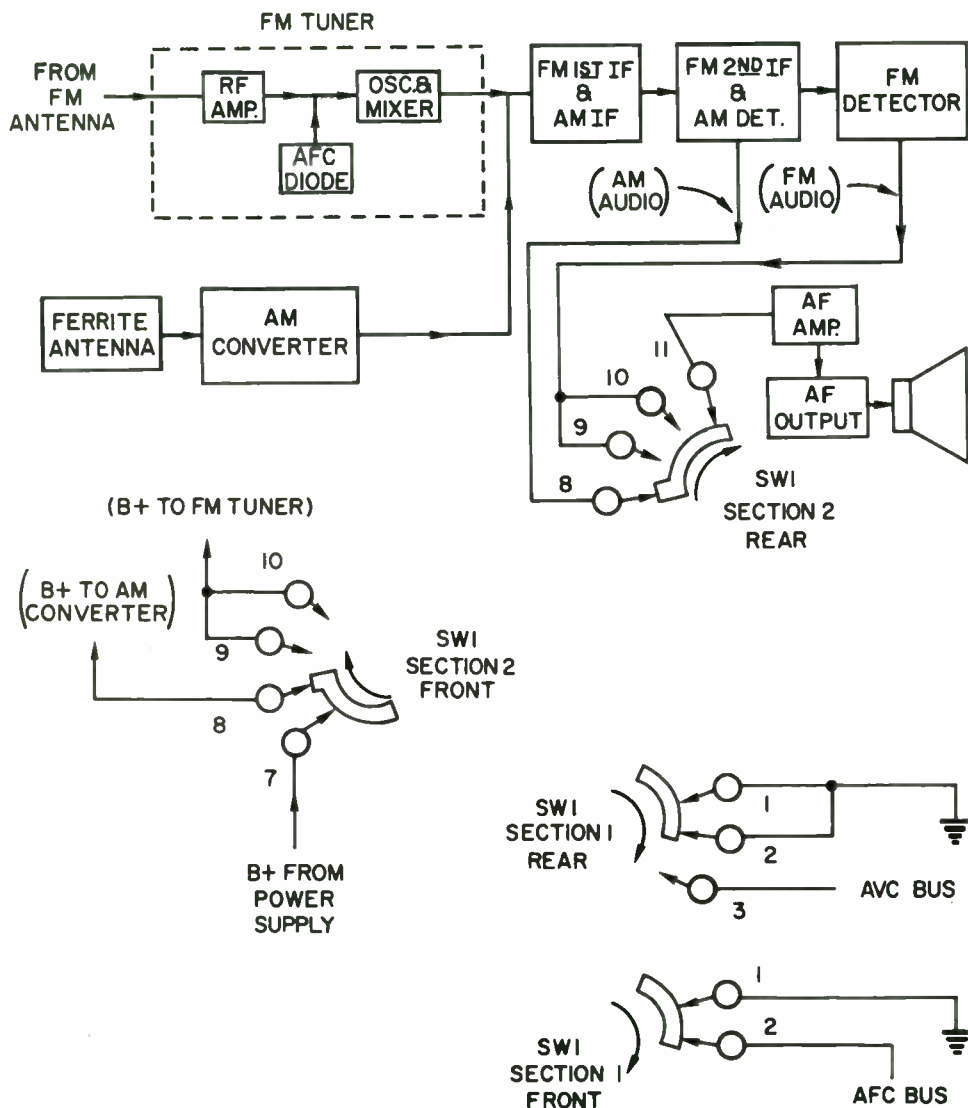 FM TUNER
FROM
FM
ANTENNA
RF
AMP.
OSC.&
MIXER
AFC
DIODE
FM 1ST IF
&
AM IF
FM 2ND IF
&
AM DET.
FM
DETECTOR
(AM
AUDIO)
(FM
AUDIO)
FERRITE
ANTENNA
AM
CONVERTER
AF
AMP.
AF
OUTPUT
11
10
9
8
SW1
SECTION 2
REAR
(B+ TO FM TUNER)
(B+ TO AM
CONVERTER)
10
9
8
7
SW1
SECTION 2
FRONT
B+ FROM
POWER
SUPPLY
SW1
SECTION 1
REAR
1
2
3
AVC BUS
SW1
SECTION 1
FRONT
1
2
AFC BUS